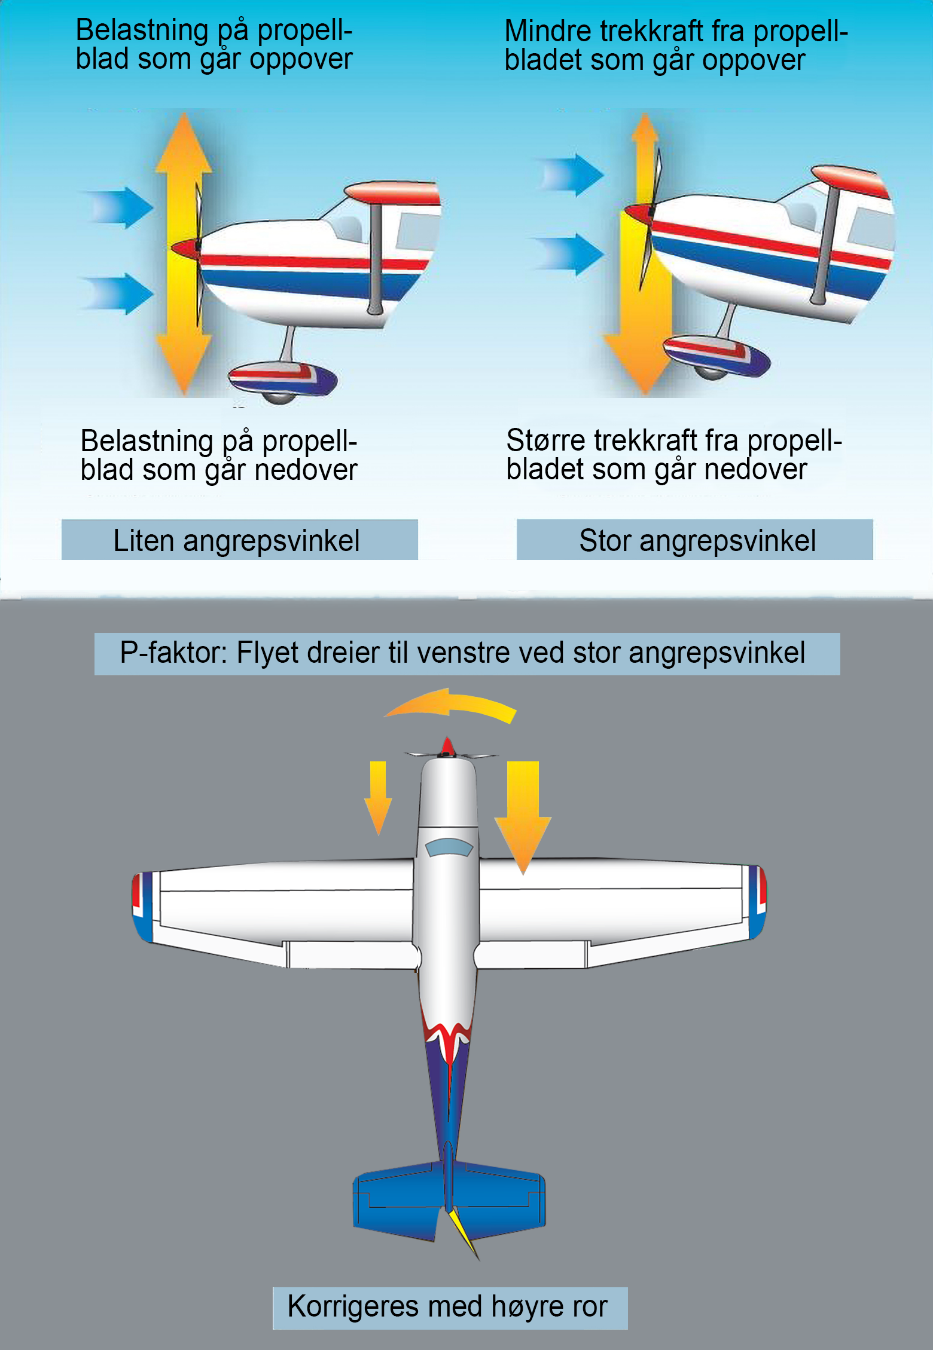 Belastning på propell-
blad som går oppover
Mindre trekkraft fra propell-
bladet som går oppover
Belastning på propell-
blad som går nedover
Større trekkraft fra propell-
bladet som går nedover
Liten angrepsvinkel
Stor angrepsvinkel
P-faktor: Flyet dreier til venstre ved stor angrepsvinkel
Korrigeres med høyre ror